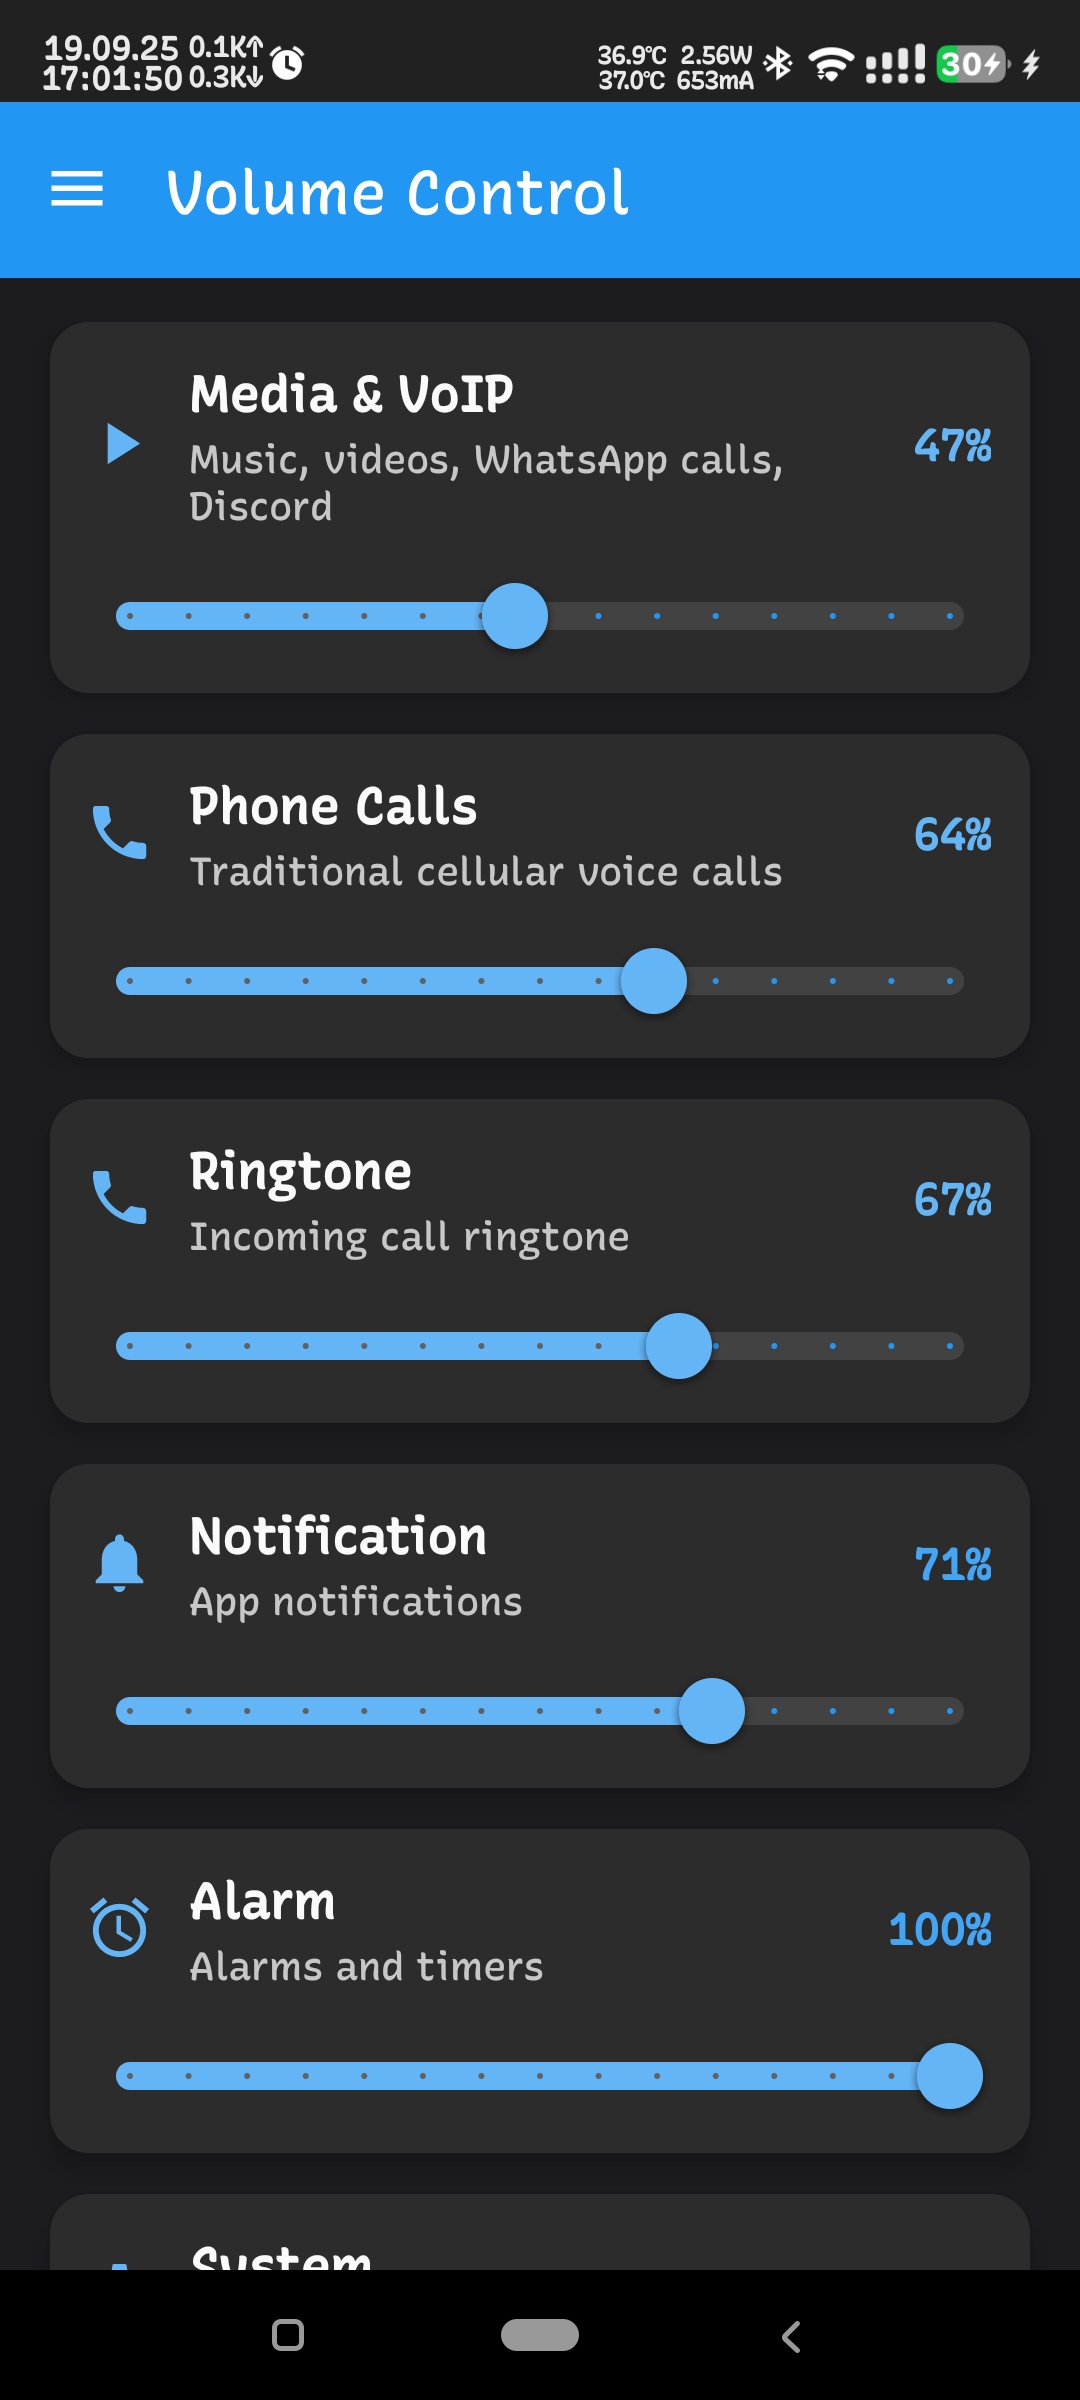 19.09.25 0.1K↑
17:01:50 0.3K↓
36.9°C 2.56W
37.0°C 653mA
30
Volume Control
Media & VoIP
Music, videos, WhatsApp calls,
Discord
47%
Phone Calls
Traditional cellular voice calls
64%
Ringtone
Incoming call ringtone
67%
Notification
App notifications
71%
Alarm
Alarms and timers
100%
System